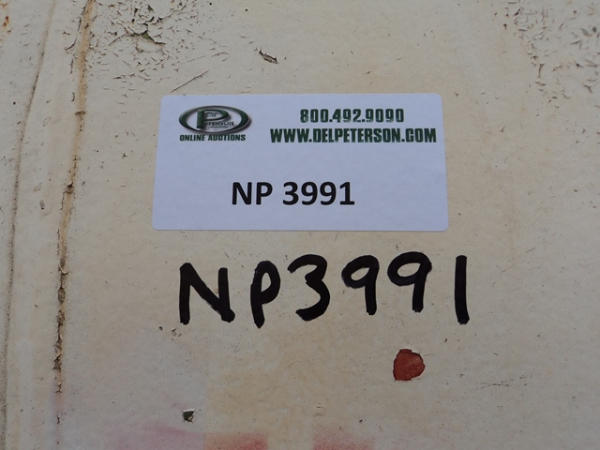 800.492.9090
WWW.DELPETERSON.COM
ONLINE AUCTIONS
NP 3991
NP3991